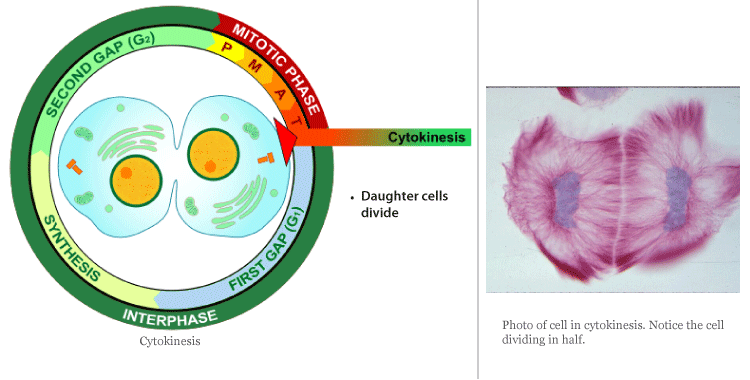 SECOND GAP (G₂)
MITOTIC PHASE
P
M
A
T
Cytokinesis
• Daughter cells
divide
SYNTHESIS
FIRST GAP (G₁)
INTERPHASE
Cytokinesis
Photo of cell in cytokinesis. Notice the cell
dividing in half.